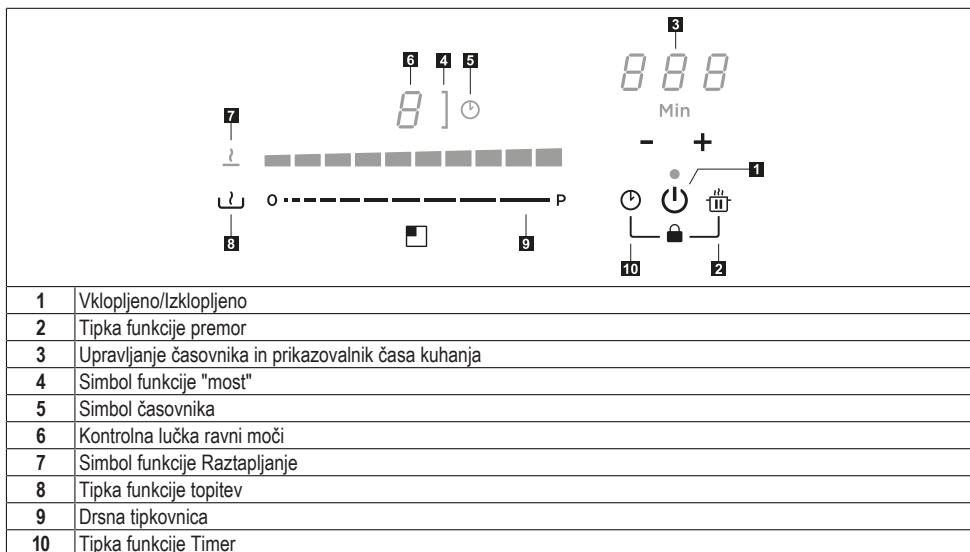 3
6 4 5
888
8 ]
Min
7
- +
1
O P
8 9 10 2
1 Vklopljeno/Izklopljeno
2 Tipka funkcije premor
3 Upravljanje časovnika in prikazovalnik časa kuhanja
4 Simbol funkcije "most"
5 Simbol časovnika
6 Kontrolna lučka ravni moči
7 Simbol funkcije Raztapljanje
8 Tipka funkcije topitev
9 Drsna tipkovnica
10 Tipka funkcije Timer